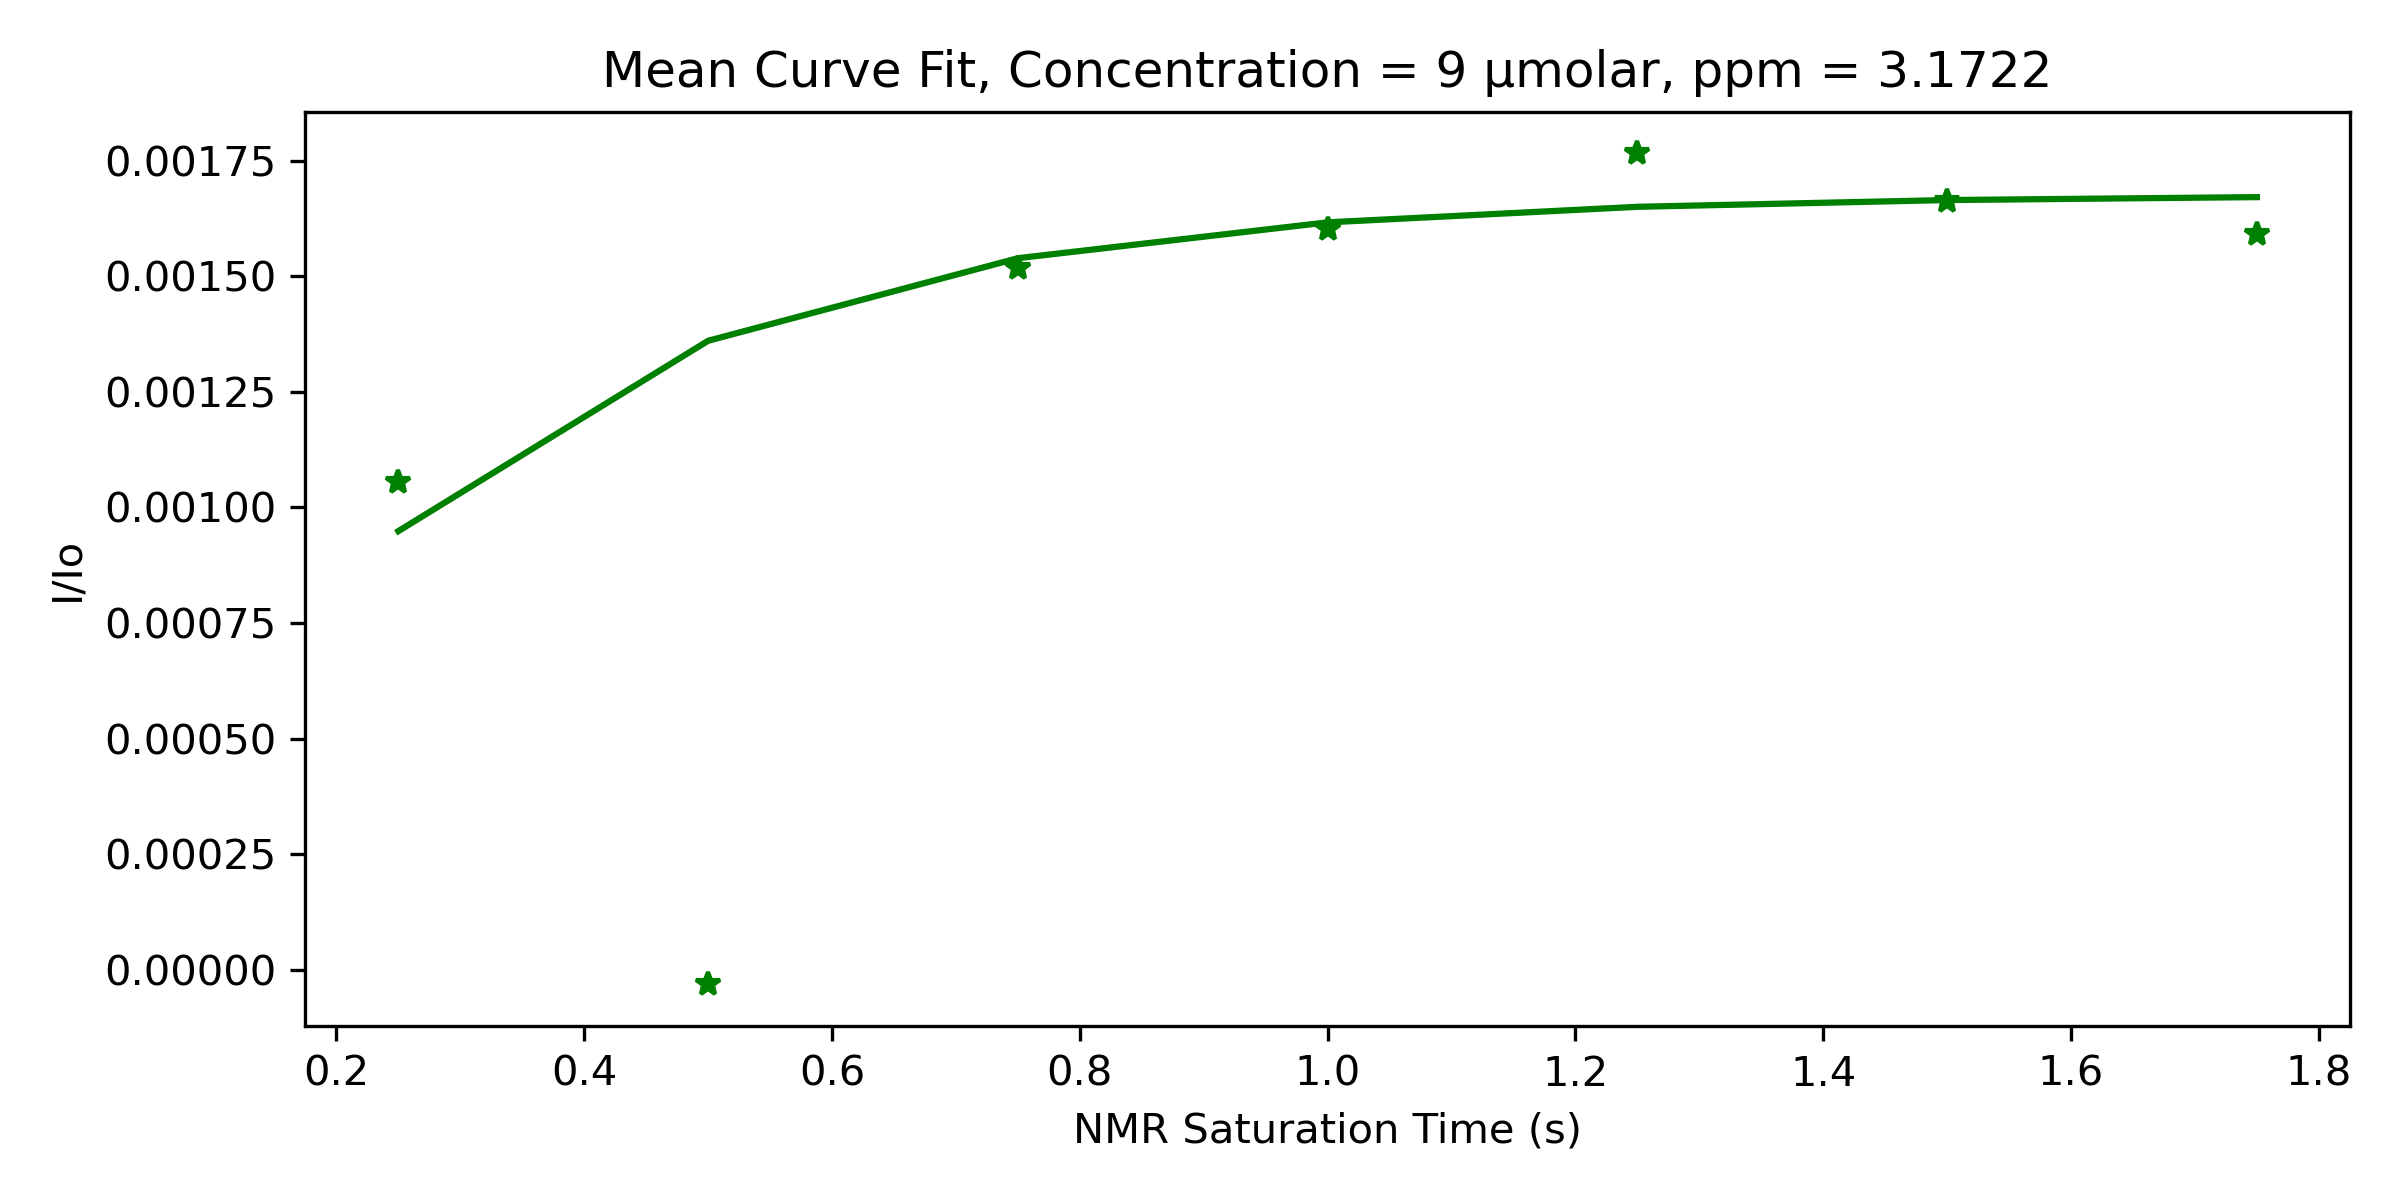 Mean Curve Fit, Concentration = 9 μmolar, ppm = 3.1722
0.00175
0.00150
0.00125
0.00100
0.00075
0.00050
0.00025
0.00000
I/Io
0.2 0.4 0.6 0.8 1.0 1.2 1.4 1.6 1.8
NMR Saturation Time (s)